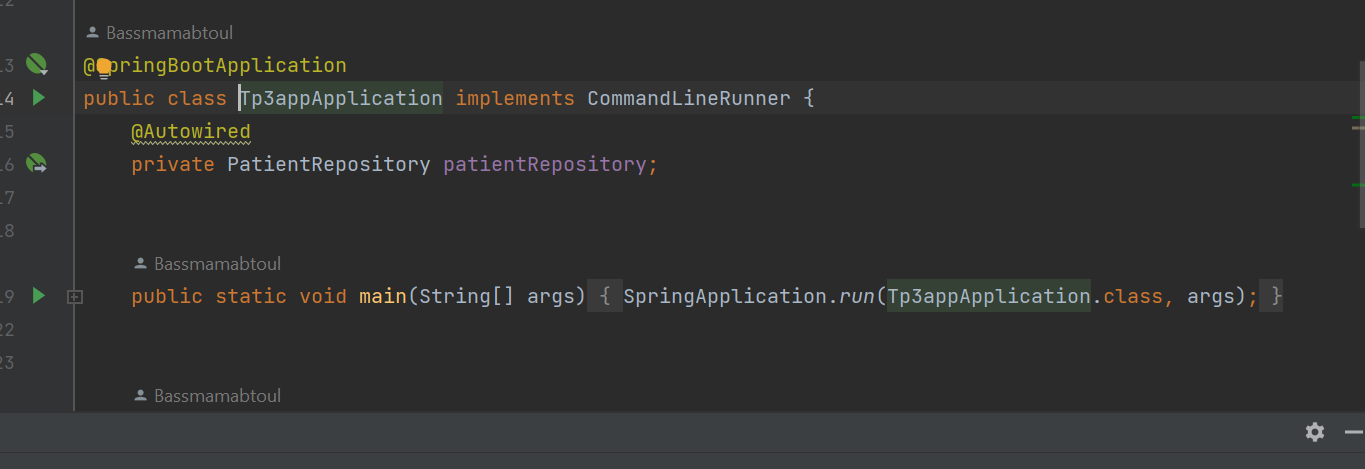 12
Bassmamabtoul
13 @SpringBootApplication
14 public class Tp3appApplication implements CommandLineRunner {
15 @Autowired
16 private PatientRepository patientRepository;
17
18
Bassmamabtoul
19 public static void main(String[] args) { SpringApplication.run(Tp3appApplication.class, args); }
22
23
Bassmamabtoul